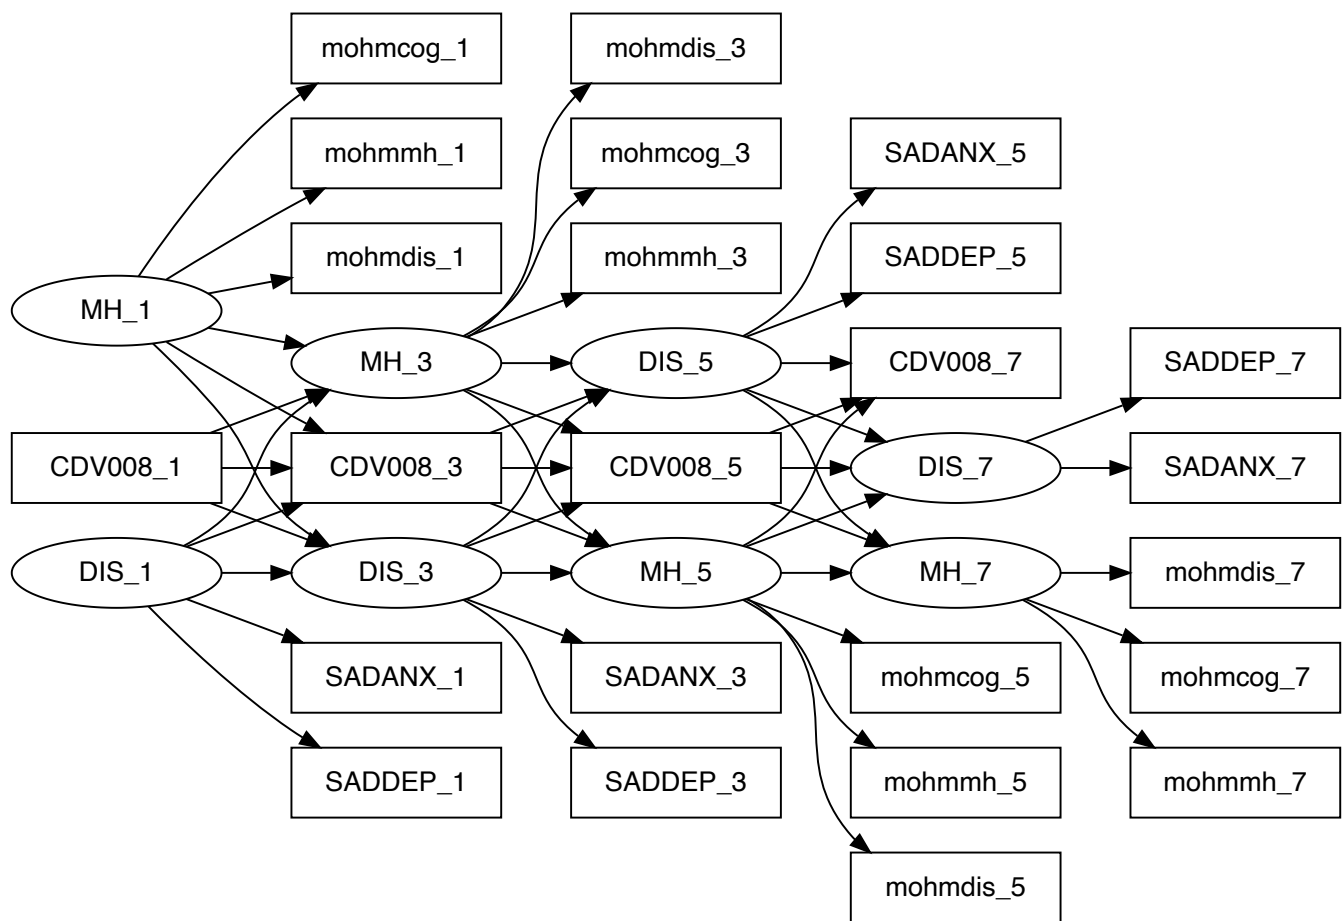 mohmcog_1
mohmdis_3
mohmmh_1
mohmcog_3
SADANX_5
mohmdis_1
mohmmh_3
SADDEP_5
MH_1
MH_3
DIS_5
CDV008_7
SADDEP_7
CDV008_1
CDV008_3
CDV008_5
DIS_7
SADANX_7
DIS_1
DIS_3
MH_5
MH_7
mohmdis_7
SADANX_1
SADANX_3
mohmcog_5
mohmcog_7
SADDEP_1
SADDEP_3
mohmmh_5
mohmmh_7
mohmdis_5